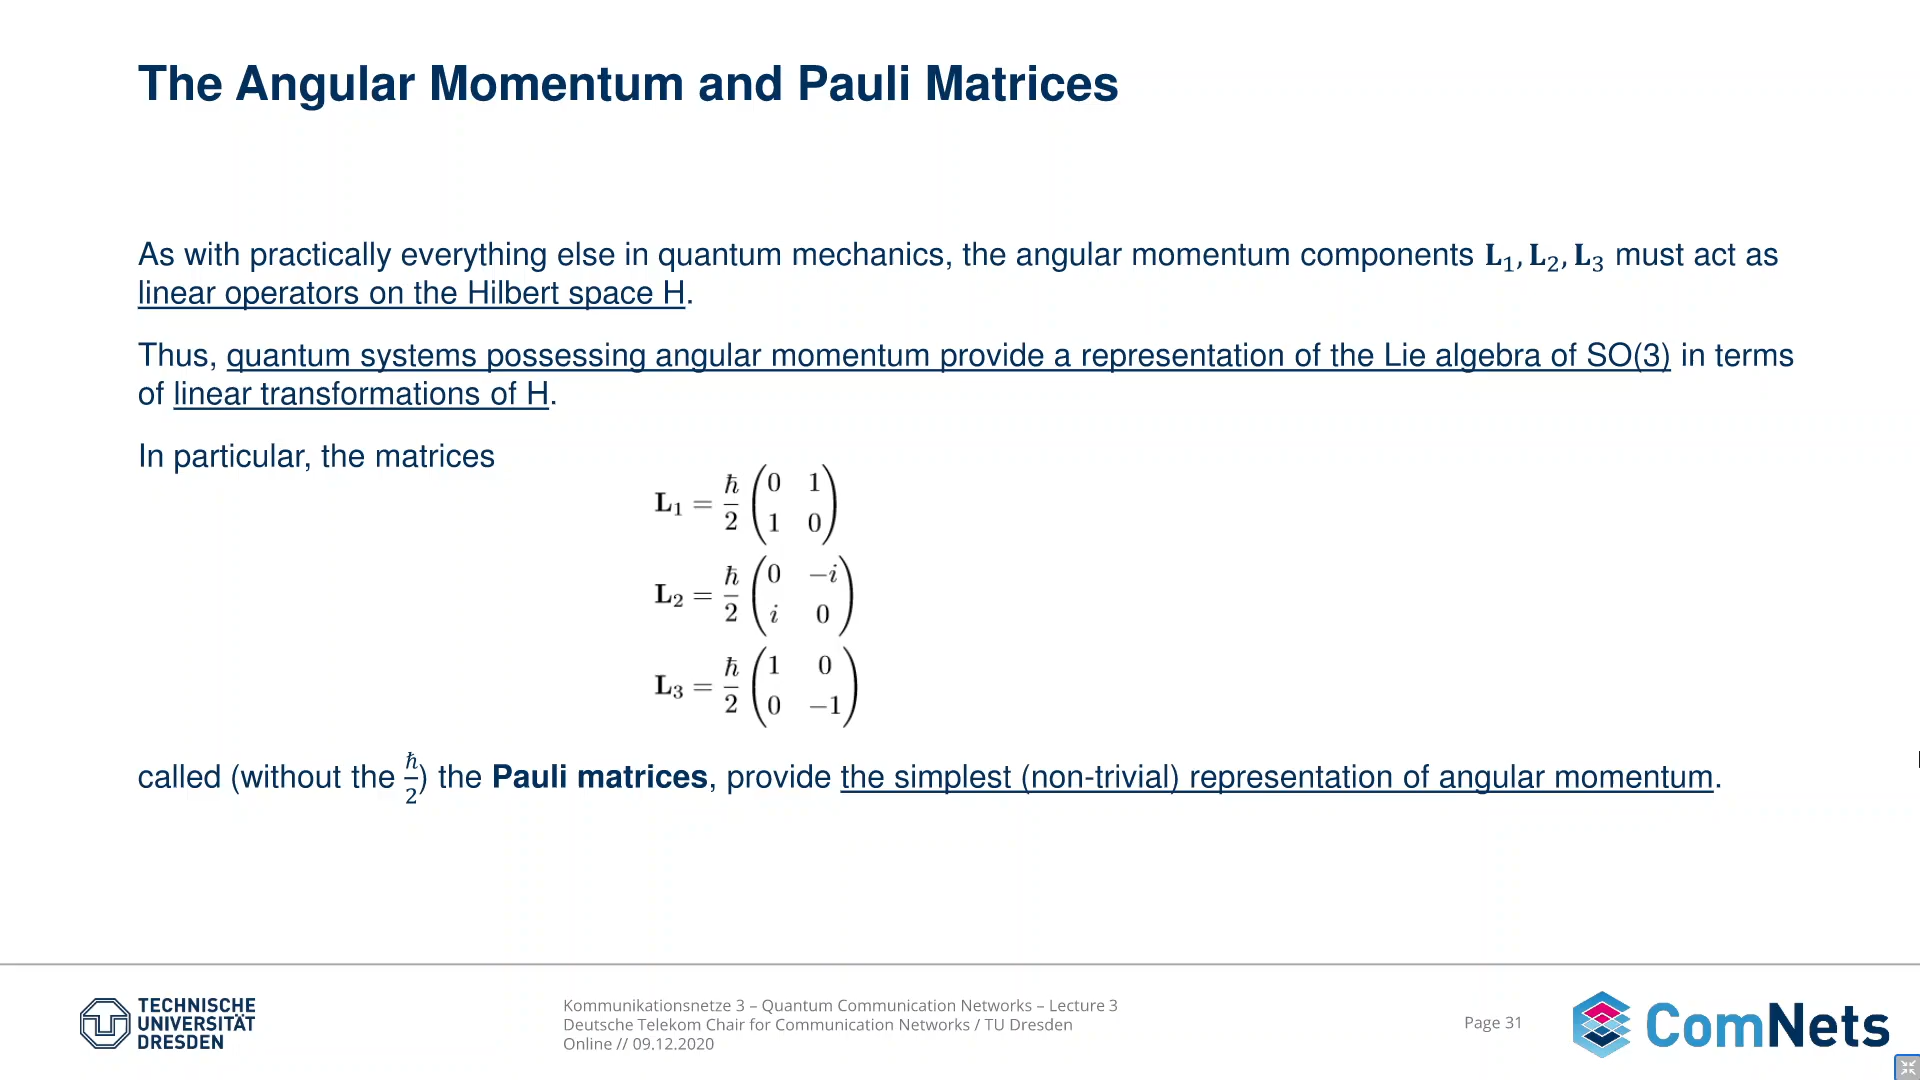 The Angular Momentum and Pauli Matrices
As with practically everything else in quantum mechanics, the angular momentum components L₁, L₂, L₃ must act as
linear operators on the Hilbert space H.
Thus, quantum systems possessing angular momentum provide a representation of the Lie algebra of SO(3) in terms
of linear transformations of H.
In particular, the matrices
L₁ = ℏ/2 (0 1; 1 0)
L₂ = ℏ/2 (0 −i; i 0)
L₃ = ℏ/2 (1 0; 0 −1)
called (without the ℏ/2) the Pauli matrices, provide the simplest (non-trivial) representation of angular momentum.
TECHNISCHE
UNIVERSITÄT
DRESDEN
Kommunikationsnetze 3 – Quantum Communication Networks – Lecture 3
Deutsche Telekom Chair for Communication Networks / TU Dresden
Online // 09.12.2020
Page 31
ComNets